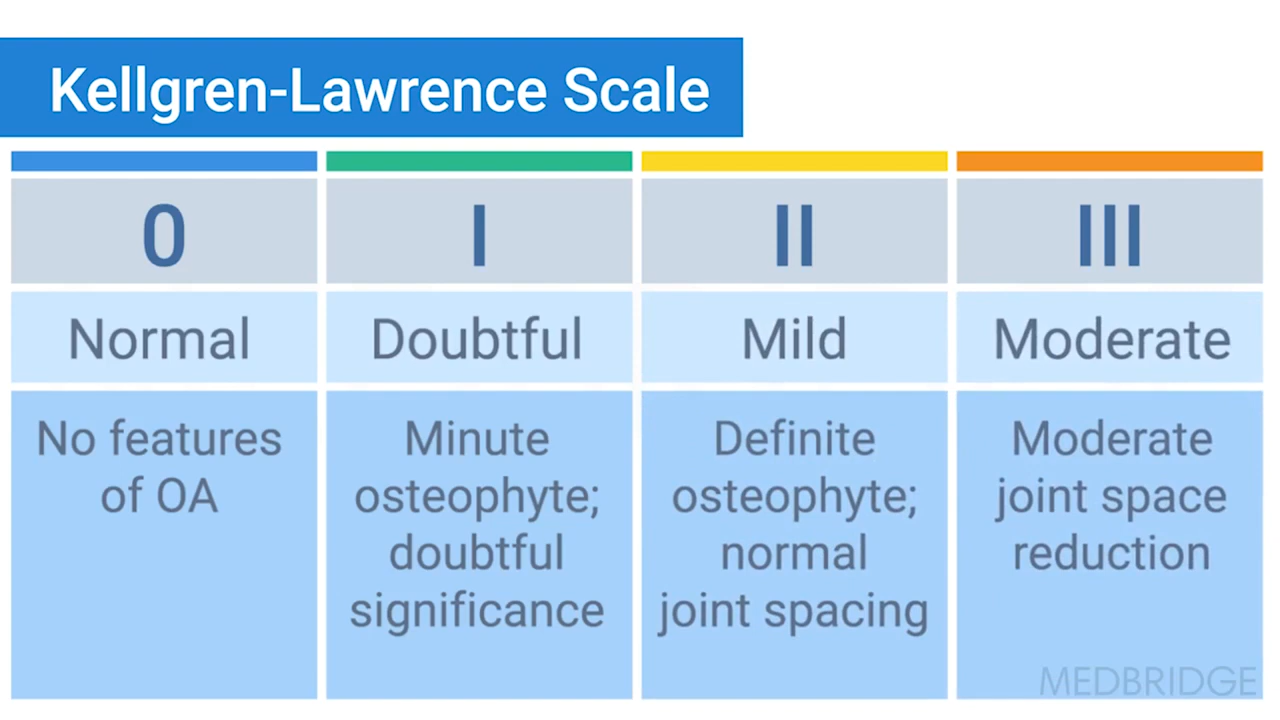 Kellgren-Lawrence Scale
0
I
II
III
Normal
Doubtful
Mild
Moderate
No features
of OA
Minute
osteophyte;
doubtful
significance
Definite
osteophyte;
normal
joint spacing
Moderate
joint space
reduction
MEDBRIDGE